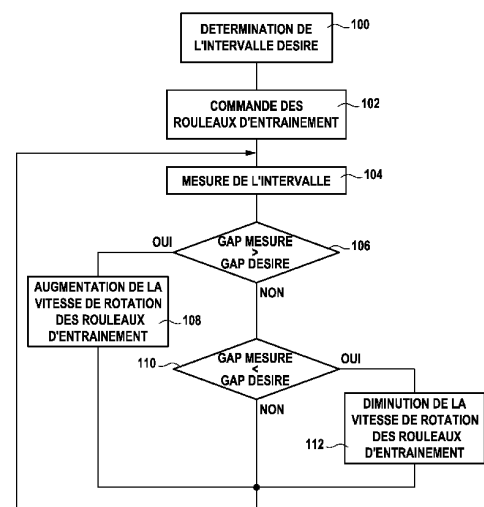 DETERMINATION DE
L'INTERVALLE DESIRE
100
COMMANDE DES
ROULEAUX D'ENTRAINEMENT
102
MESURE DE L'INTERVALLE
104
GAP MESURE
>
GAP DESIRE
106
OUI
NON
AUGMENTATION DE LA
VITESSE DE ROTATION
DES ROULEAUX
D'ENTRAINEMENT
108
110
GAP MESURE
<
GAP DESIRE
OUI
NON
DIMINUTION DE LA
VITESSE DE ROTATION
DES ROULEAUX
D'ENTRAINEMENT
112